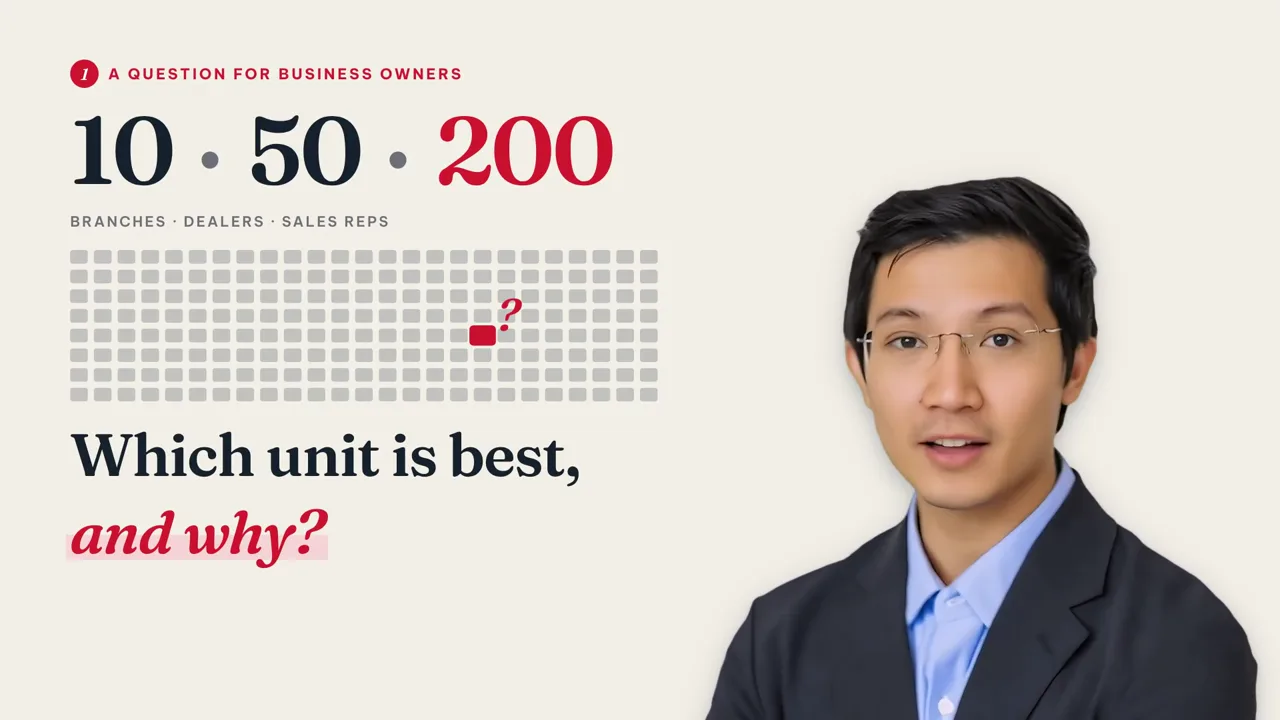 1 A QUESTION FOR BUSINESS OWNERS
10 • 50 • 200
BRANCHES · DEALERS · SALES REPS
?
Which unit is best,
and why?